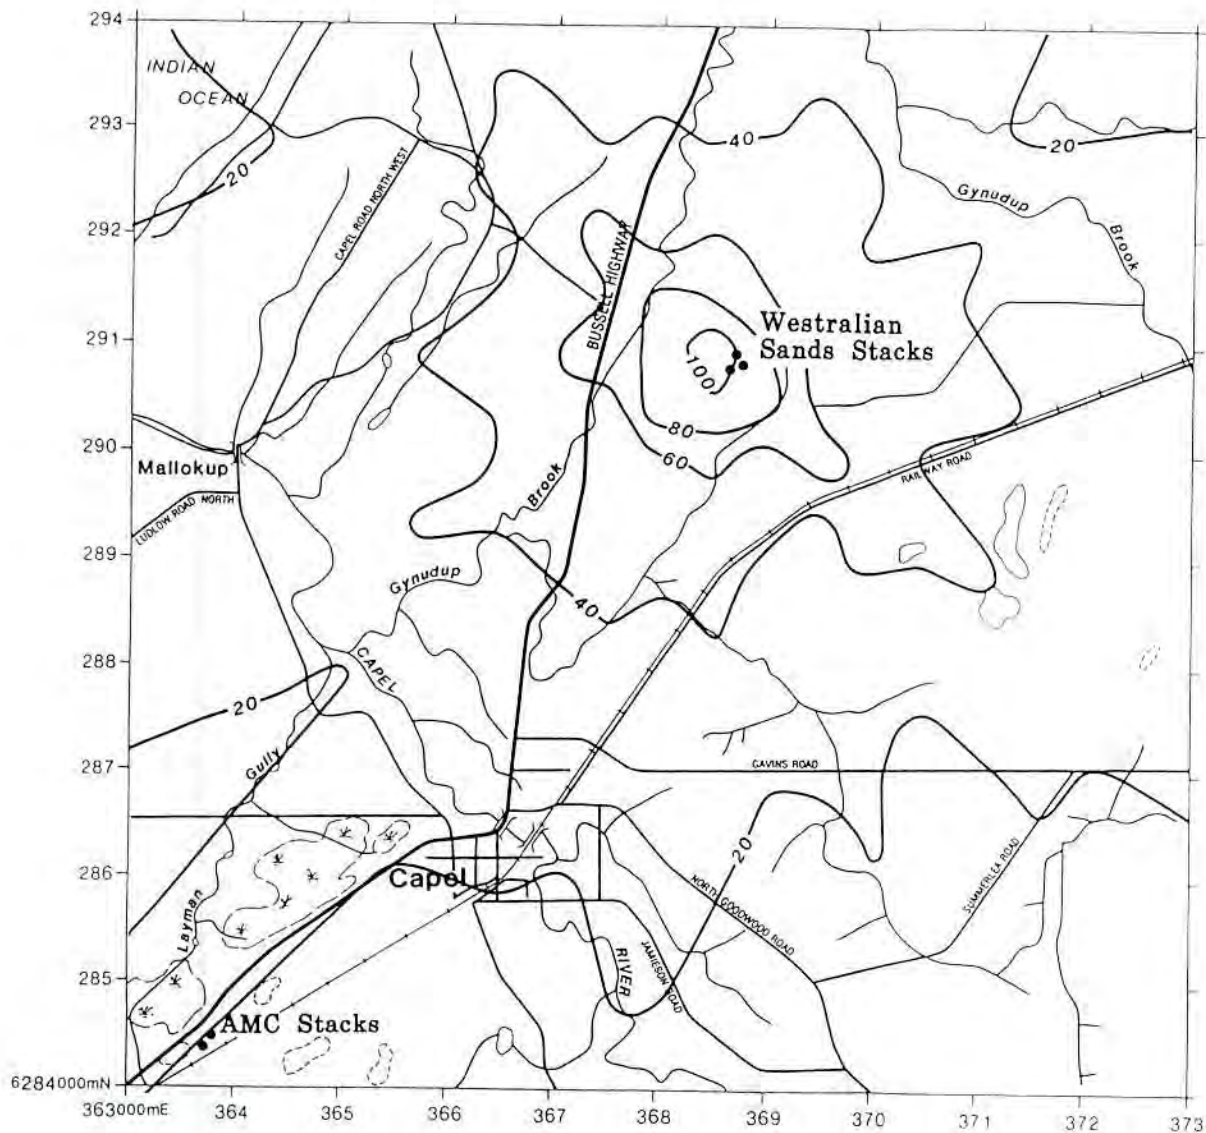 294
293
292
291
290
289
288
287
286
285
6284000mN
363000mE
364
365
366
367
368
369
370
371
372
373
INDIAN
OCEAN
20
CAPEL ROAD NORTH WEST
BUSSELL HIGHWAY
40
20
Gynudup
Brook
Westralian
Sands Stacks
100
80
60
Mallokup
LUDLOW ROAD NORTH
RAILWAY ROAD
Gynudup
Brook
40
CAPEL
20
Gully
Layman
GAVINS ROAD
20
Capel
NORTH GOODWOOD ROAD
SUMMERLEA ROAD
RIVER
JAMIESON ROAD
AMC Stacks